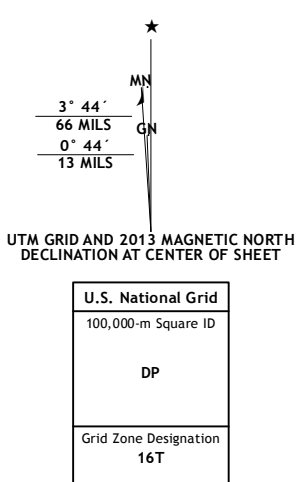 ★
MN
3° 44´
66 MILS
GN
0° 44´
13 MILS
UTM GRID AND 2013 MAGNETIC NORTH
DECLINATION AT CENTER OF SHEET
U.S. National Grid
100,000-m Square ID
DP
Grid Zone Designation
16T